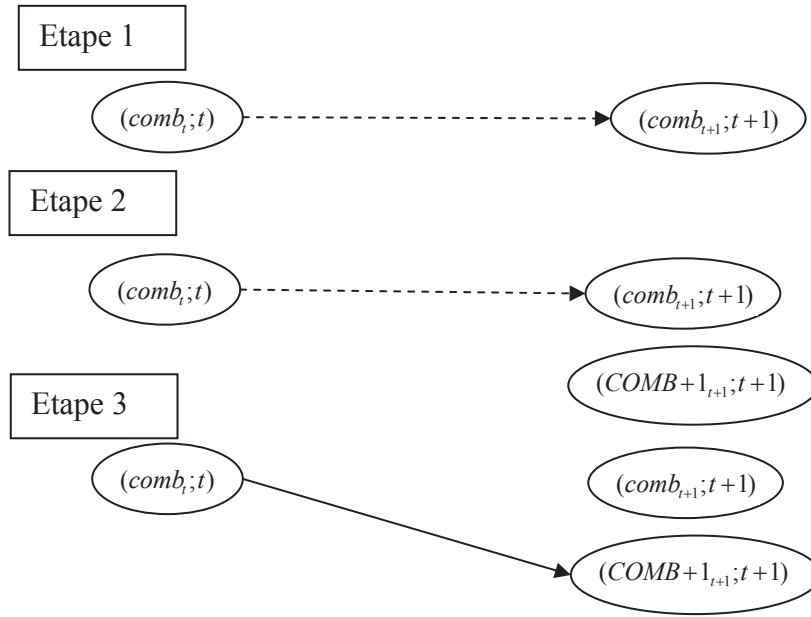 Etape 1
(comb_t;t) (comb_{t+1};t+1)
Etape 2
(comb_t;t) (comb_{t+1};t+1)
(COMB+1_{t+1};t+1)
Etape 3
(comb_t;t) (comb_{t+1};t+1)
(COMB+1_{t+1};t+1)